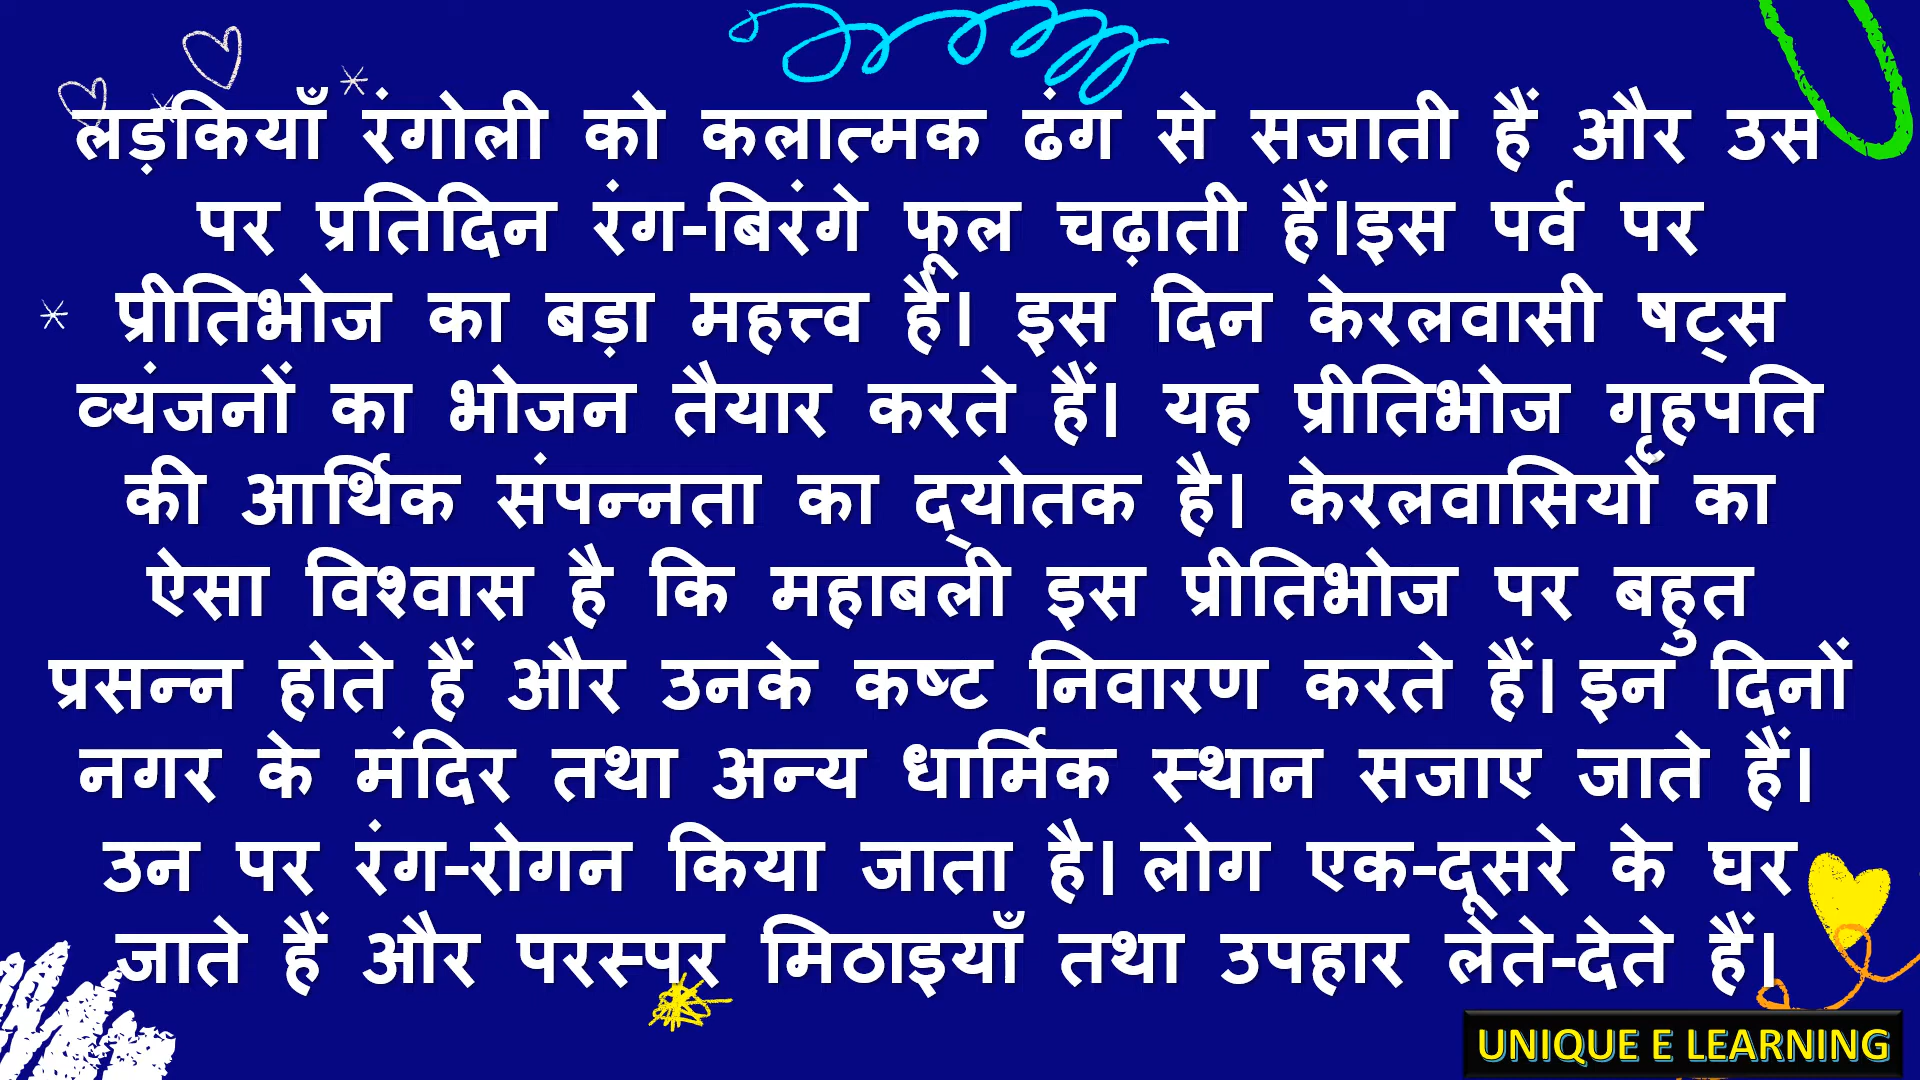 लड़कियाँ रंगोली को कलात्मक ढंग से सजाती हैं और उस
पर प्रतिदिन रंग-बिरंगे फूल चढ़ाती हैं।इस पर्व पर
प्रीतिभोज का बड़ा महत्त्व है। इस दिन केरलवासी षट्स
व्यंजनों का भोजन तैयार करते हैं। यह प्रीतिभोज गृहपति
की आर्थिक संपन्नता का द्‌योतक है। केरलवासियों का
ऐसा विश्वास है कि महाबली इस प्रीतिभोज पर बहुत
प्रसन्न होते हैं और उनके कष्ट निवारण करते हैं। इन दिनों
नगर के मंदिर तथा अन्य धार्मिक स्थान सजाए जाते हैं।
उन पर रंग-रोगन किया जाता है। लोग एक-दूसरे के घर
जाते हैं और परस्पर मिठाइयाँ तथा उपहार लेते-देते हैं।
UNIQUE E LEARNING